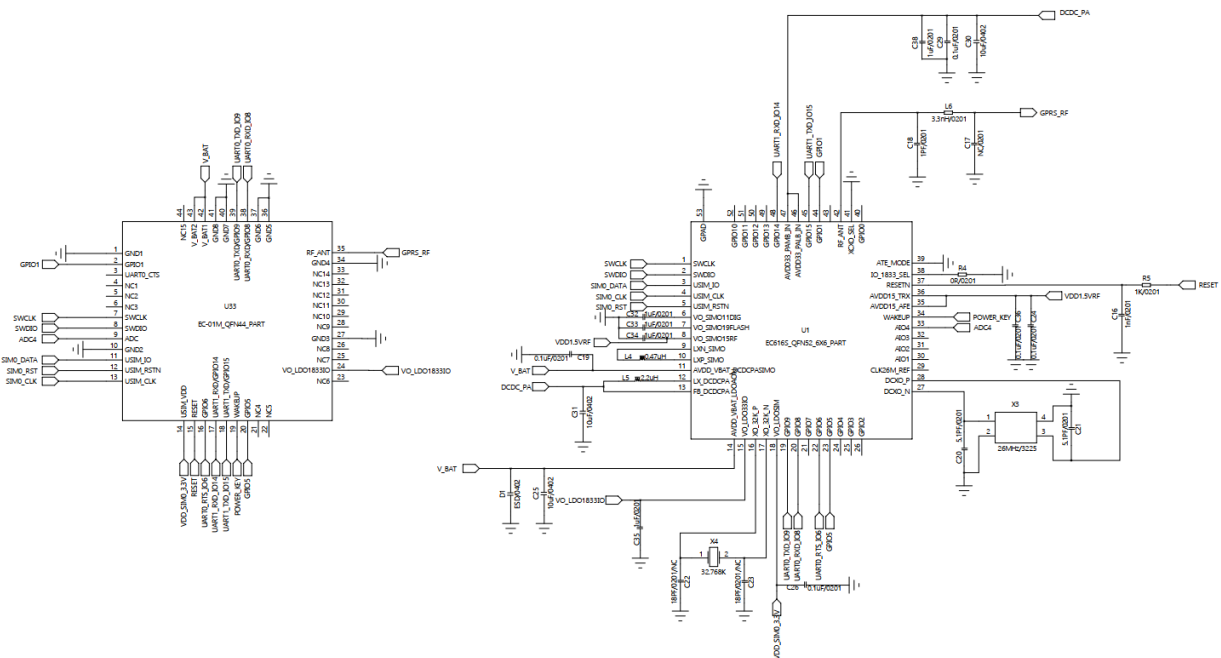 DCDC_PA
C38
1uF/0201
C29
0.1uF/0201
C30
10uF/0402
L6
3.3nH/0201
GPRS_RF
C18
1PF/0201
C17
NC/0201
V_BAT
UART0_TXD_IO9
UART0_RXD_IO8
44
43
42
41
40
39
38
37
36
NC15
V_BAT2
V_BAT1
GND8
GND7
UART0_TXD/GPIO9
UART0_RXD/GPIO8
GND6
GND5
1 GND1
GPIO1 2 GPIO1
3 UART0_CTS
4 NC1
5 NC2
6 NC3
SWCLK 7 SWCLK
SWDIO 8 SWDIO
ADC4 9 ADC
10 GND2
SIM0_DATA 11 USIM_IO
SIM0_RST 12 USIM_RSTN
SIM0_CLK 13 USIM_CLK
U33
EC-01M_QFN44_PART
RF_ANT 35 GPRS_RF
GND4 34
NC14 33
NC13 32
NC12 31
NC11 30
NC10 29
NC9 28
GND3 27
NC8 26
NC7 25
VO_LDO1833IO 24 VO_LDO1833IO
NC6 23
USIM_VDD
RESET
GPIO6
UART1_RXD/GPIO14
UART1_TXD/GPIO15
WAKEUP
GPIO5
NC4
NC5
14
15
16
17
18
19
20
21
22
VDD_SIM0_3.3V
RESET
UART0_RTS_IO6
UART1_RXD_IO14
UART1_TXD_IO15
POWER_KEY
GPIO5
UART1_RXD_IO14
UART1_TXD_IO15
GPIO1
53
52
51
50
49
48
47
46
45
44
43
42
41
40
GPAD
GPIO10
GPIO11
GPIO12
GPIO13
GPIO14
AVDD33_PAMB_IN
AVDD33_PALB_IN
GPIO15
GPIO1
RF_ANT
XCXO_SEL
GPIO0
SWCLK 1 SWCLK
SWDIO 2 SWDIO
SIM0_DATA 3 USIM_IO
SIM0_CLK 4 USIM_CLK
SIM0_RST 5 USIM_RSTN
C32 1uF/0201 6 VO_SIMO11DIG
C33 1uF/0201 7 VO_SIMO19FLASH
C34 1uF/0201 8 VO_SIMO15RF
VDD1.5VRF
9 LXN_SIMO
L4 0.47uH 10 LXP_SIMO
0.1uF/0201 C19
V_BAT 11 AVDD_VBAT_DCDCPASIMO
L5 2.2uH 12 LX_DCDCPA
DCDC_PA 13 FB_DCDCPA
C31
10uF/0402
U1
EC616S_QFN52_6X6_PART
ATE_MODE 39
IO_1833_SEL 38 R4
0R/0201
RESETN 37
R5
1K/0201
RESET
C16
1nF/0201
AVDD15_TRX 36 VDD1.5VRF
AVDD15_AFE 35
WAKEUP 34 POWER_KEY
AIO4 33 ADC4
AIO3 32
AIO2 31
AIO1 30
CLK26M_REF 29
DCXO_P 28
DCXO_N 27
C36
0.1uF/0201
C24
0.1uF/0201
5.1PF/0201
C20
X3
1
2
3
4
26MHz/3225
5.1PF/0201
C21
AVDD_VBAT_LDOAON
VO_LDO33IO
XO_32K_P
XO_32K_N
VO_LDOSIM
GPIO9
GPIO8
GPIO7
GPIO6
GPIO5
GPIO4
GPIO3
GPIO2
14
15
16
17
18
19
20
21
22
23
24
25
26
V_BAT
D1
ESD/0402
C25
10uF/0402
VO_LDO1833IO
C35
1uF/0201
X4
1 2
32.768K
18PF/0201/NC
C22
18PF/0201/NC
C23
UART0_TXD_IO9
UART0_RXD_IO8
UART0_RTS_IO6
GPIO5
C26 0.1uF/0201
VDD_SIM0_3.3V